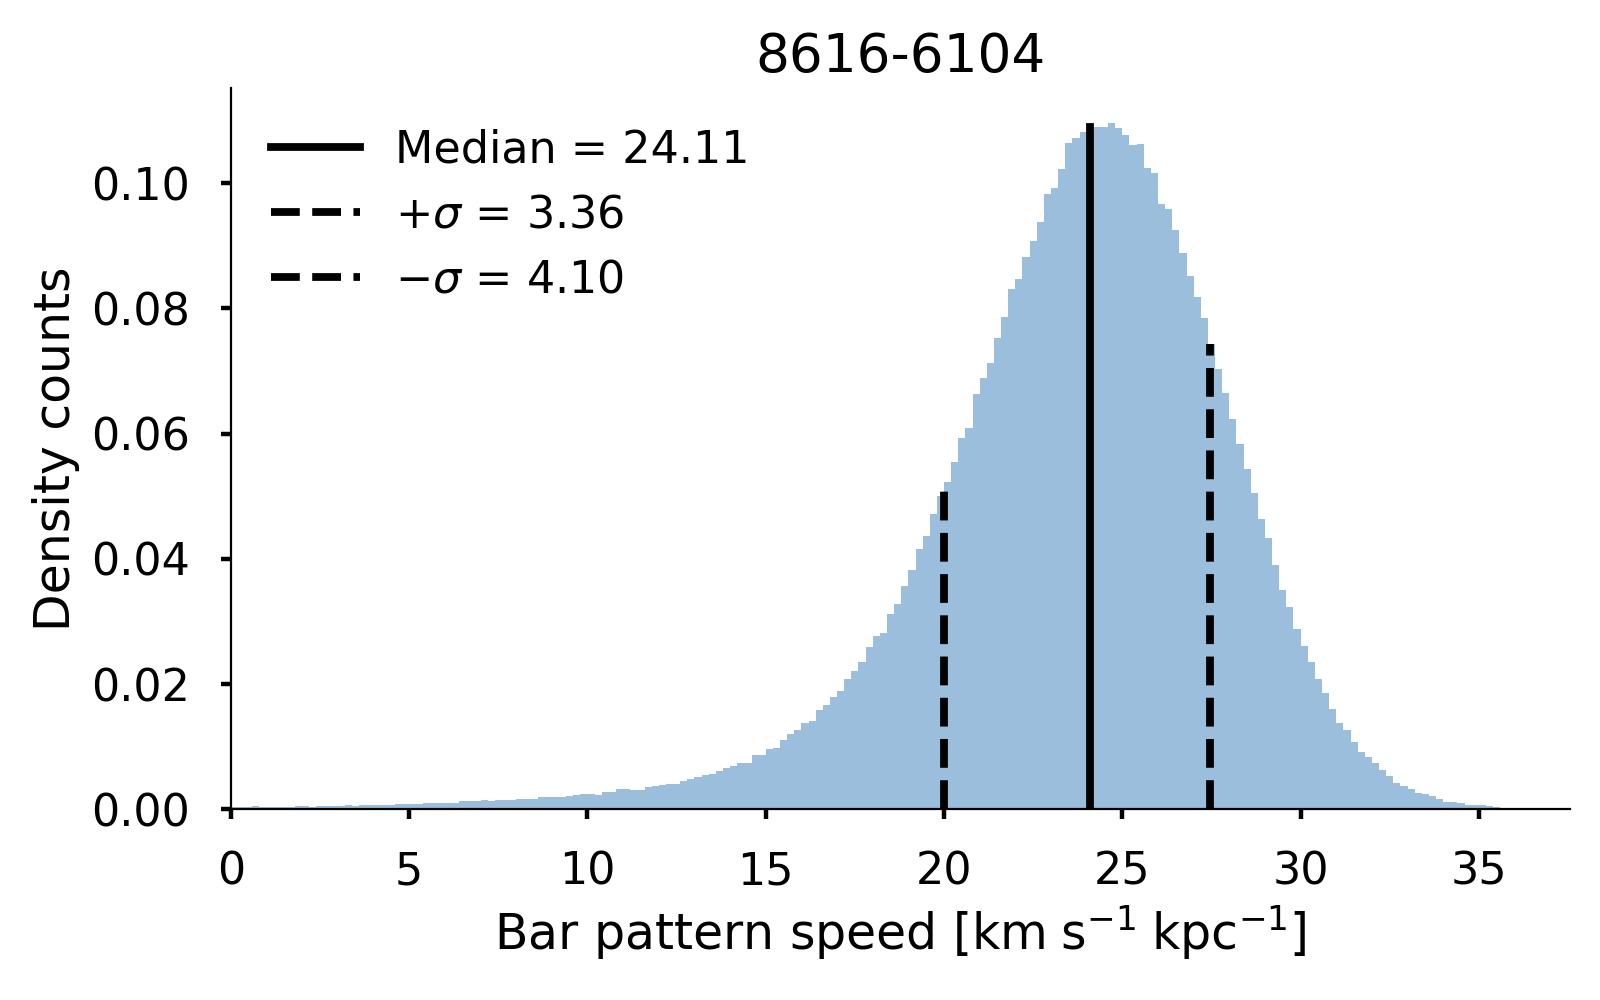 8616-6104
Median = 24.11
+σ = 3.36
−σ = 4.10
0.10
0.08
0.06
0.04
0.02
0.00
Density counts
0 5 10 15 20 25 30 35
Bar pattern speed [km s⁻¹ kpc⁻¹]